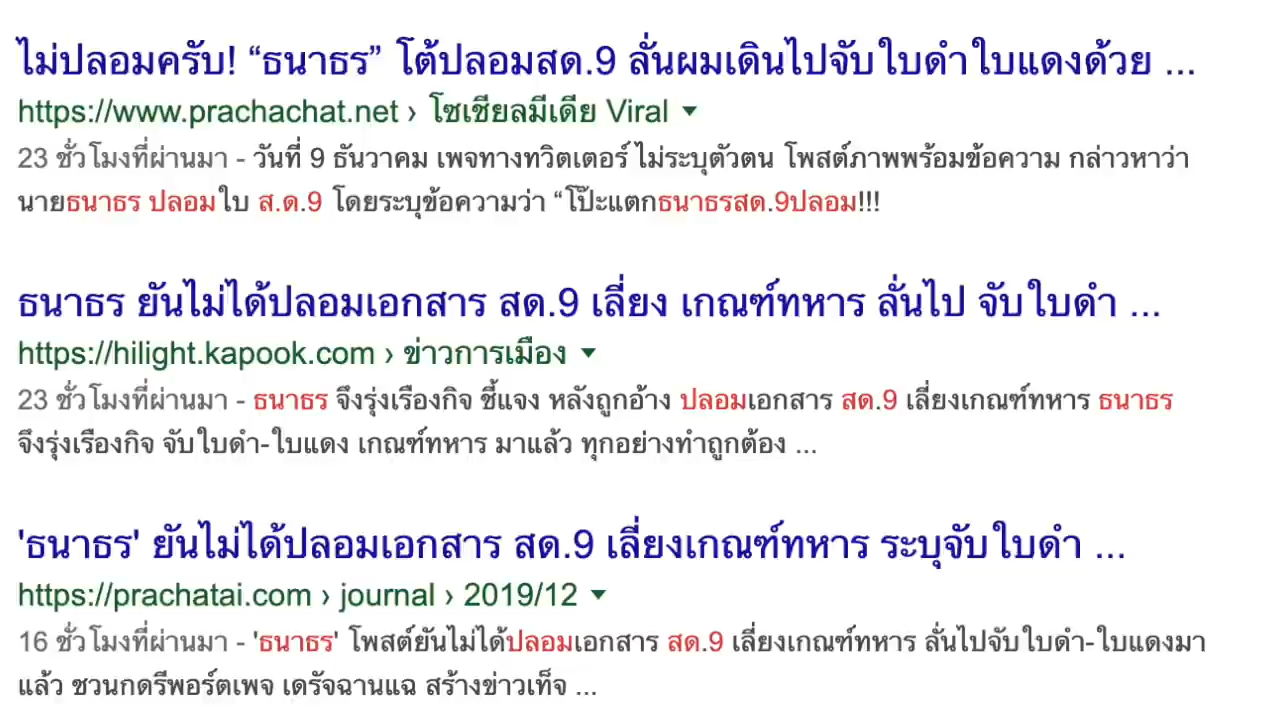 ไม่ปลอมครับ! “ธนาธร” โต้ปลอมสด.9 ลั่นผมเดินไปจับใบดำใบแดงด้วย ...
https://www.prachachat.net › โซเชียลมีเดีย Viral
23 ชั่วโมงที่ผ่านมา - วันที่ 9 ธันวาคม เพจทางทวิตเตอร์ ไม่ระบุตัวตน โพสต์ภาพพร้อมข้อความ กล่าวหาว่า
นายธนาธร ปลอมใบ ส.ด.9 โดยระบุข้อความว่า “โป๊ะแตกธนาธรสด.9ปลอม!!!
ธนาธร ยันไม่ได้ปลอมเอกสาร สด.9 เลี่ยง เกณฑ์ทหาร ลั่นไป จับใบดำ ...
https://hilight.kapook.com › ข่าวการเมือง
23 ชั่วโมงที่ผ่านมา - ธนาธร จึงรุ่งเรืองกิจ ชี้แจง หลังถูกอ้าง ปลอมเอกสาร สด.9 เลี่ยงเกณฑ์ทหาร ธนาธร
จึงรุ่งเรืองกิจ จับใบดำ-ใบแดง เกณฑ์ทหาร มาแล้ว ทุกอย่างทำถูกต้อง ...
'ธนาธร' ยันไม่ได้ปลอมเอกสาร สด.9 เลี่ยงเกณฑ์ทหาร ระบุจับใบดำ ...
https://prachatai.com › journal › 2019/12
16 ชั่วโมงที่ผ่านมา - 'ธนาธร' โพสต์ยันไม่ได้ปลอมเอกสาร สด.9 เลี่ยงเกณฑ์ทหาร ลั่นไปจับใบดำ-ใบแดงมา
แล้ว ชวนกดรีพอร์ตเพจ เดรัจฉานแฉ สร้างข่าวเท็จ ...